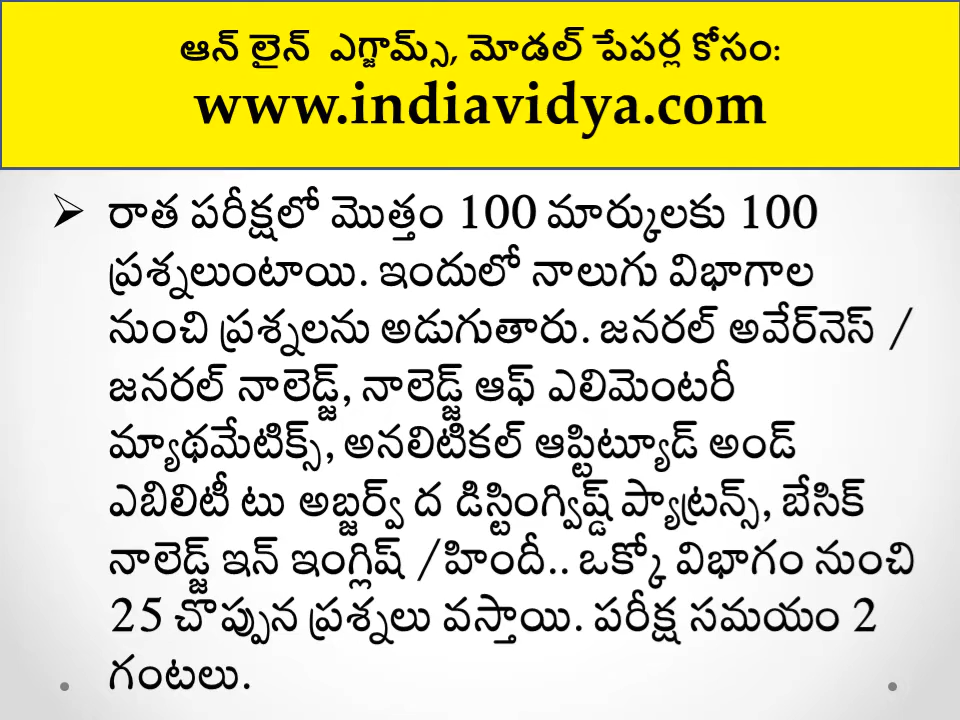 ఆన్ లైన్ ఎగ్జామ్స్, మోడల్ పేపర్ల కోసం:
www.indiavidya.com
➢ రాత పరీక్షలో మొత్తం 100 మార్కులకు 100
ప్రశ్నలుంటాయి. ఇందులో నాలుగు విభాగాల
నుంచి ప్రశ్నలను అడుగుతారు. జనరల్ అవేర్‌నెస్ /
జనరల్ నాలెడ్జ్, నాలెడ్జ్ ఆఫ్ ఎలిమెంటరీ
మ్యాథమేటిక్స్, అనలిటికల్ ఆప్టిట్యూడ్ అండ్
ఎబిలిటీ టు అబ్జర్వ్ ద డిస్టింగ్విష్డ్ ప్యాట్రన్స్, బేసిక్
నాలెడ్జ్ ఇన్ ఇంగ్లిష్ /హిందీ.. ఒక్కో విభాగం నుంచి
25 చొప్పున ప్రశ్నలు వస్తాయి. పరీక్ష సమయం 2
గంటలు.